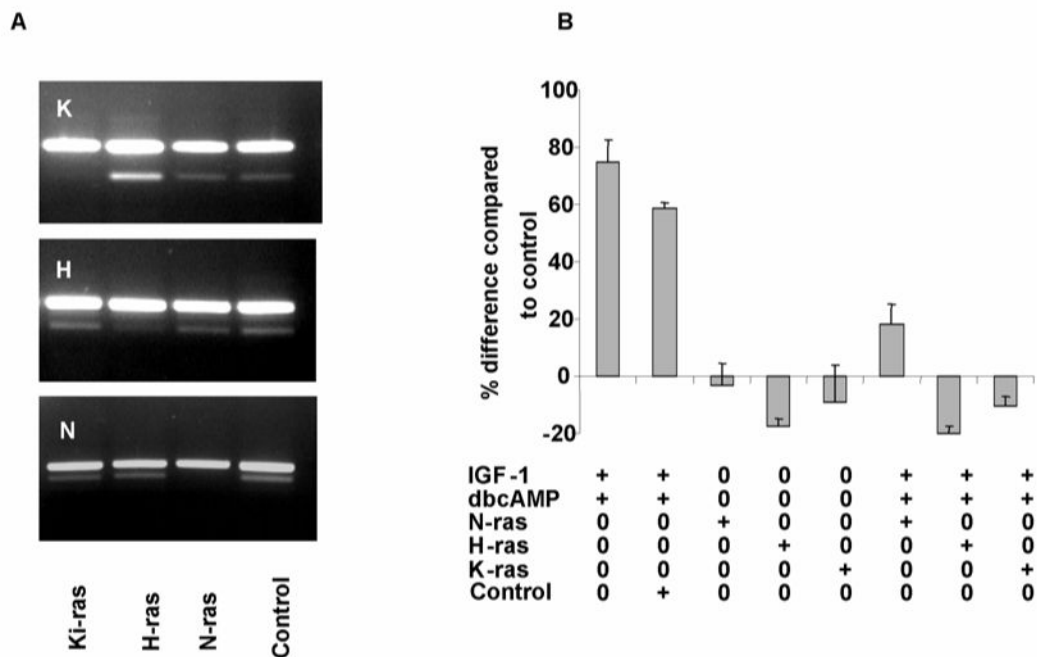 A
K
H
N
Ki-ras
H-ras
N-ras
Control
B
% difference compared
to control
100
80
60
40
20
0
-20
IGF-1 + + 0 0 0 + + +
dbcAMP + + 0 0 0 + + +
N-ras 0 0 + 0 0 + 0 0
H-ras 0 0 0 + 0 0 + 0
K-ras 0 0 0 0 + 0 0 +
Control 0 + 0 0 0 0 0 0